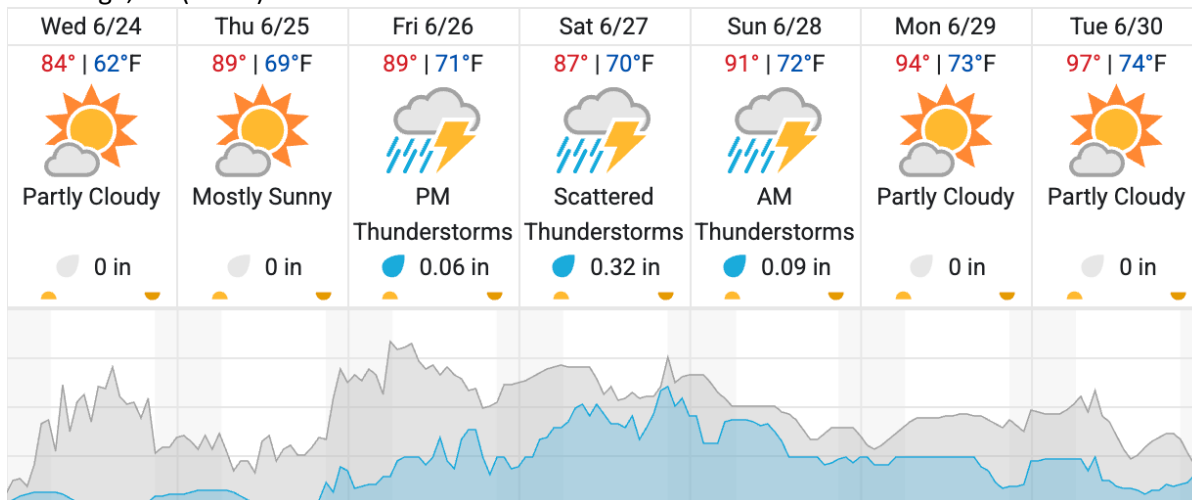 Wed 6/24 Thu 6/25 Fri 6/26 Sat 6/27 Sun 6/28 Mon 6/29 Tue 6/30
84° | 62°F 89° | 69°F 89° | 71°F 87° | 70°F 91° | 72°F 94° | 73°F 97° | 74°F
Partly Cloudy Mostly Sunny PM Scattered AM Partly Cloudy Partly Cloudy
Thunderstorms Thunderstorms Thunderstorms
0 in 0 in 0.06 in 0.32 in 0.09 in 0 in 0 in